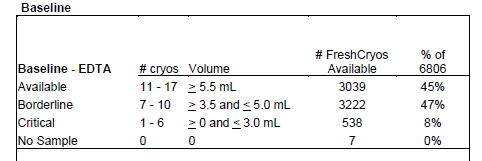 Baseline
# FreshCryos % of
Baseline - EDTA # cryos Volume Available 6806
Available 11 - 17 ≥ 5.5 mL 3039 45%
Borderline 7 - 10 ≥ 3.5 and ≤ 5.0 mL 3222 47%
Critical 1 - 6 ≥ 0 and ≤ 3.0 mL 538 8%
No Sample 0 0 7 0%